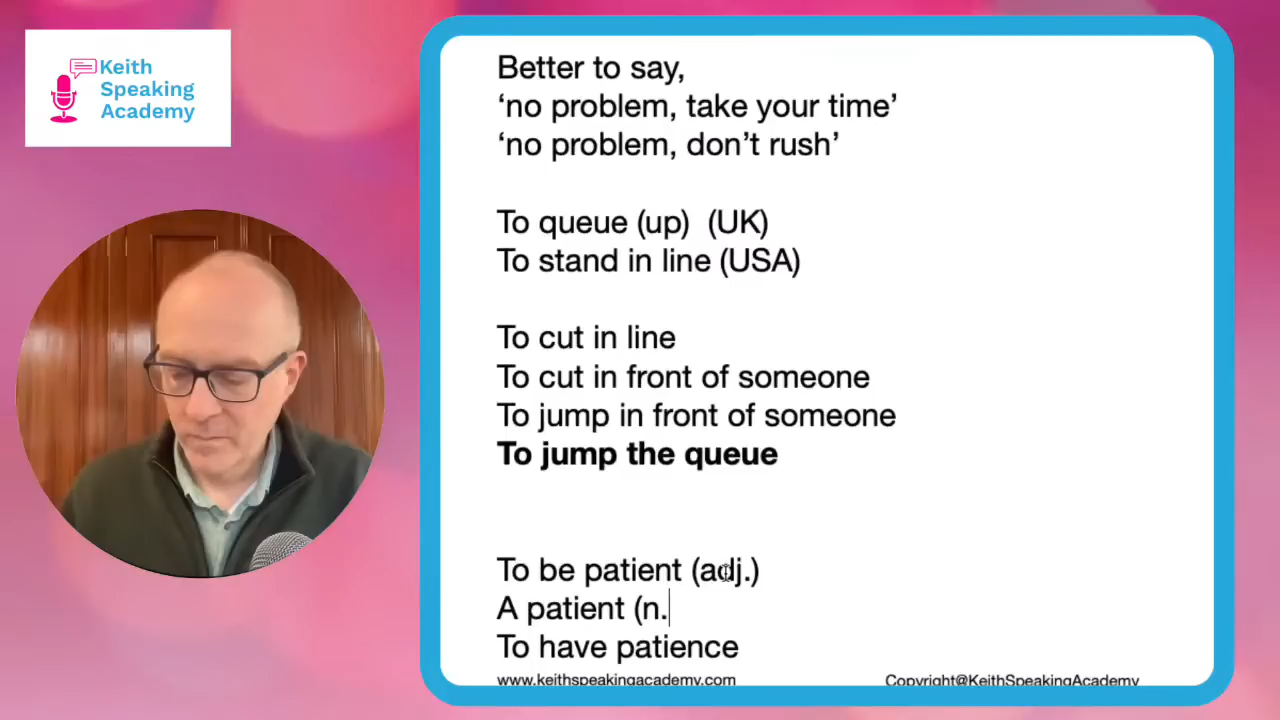 Keith
Speaking
Academy
Better to say,
‘no problem, take your time’
‘no problem, don’t rush’
To queue (up) (UK)
To stand in line (USA)
To cut in line
To cut in front of someone
To jump in front of someone
To jump the queue
To be patient (adj.)
A patient (n.
To have patience
www.keithspeakingacademy.com
Copyright@KeithSpeakingAcademy